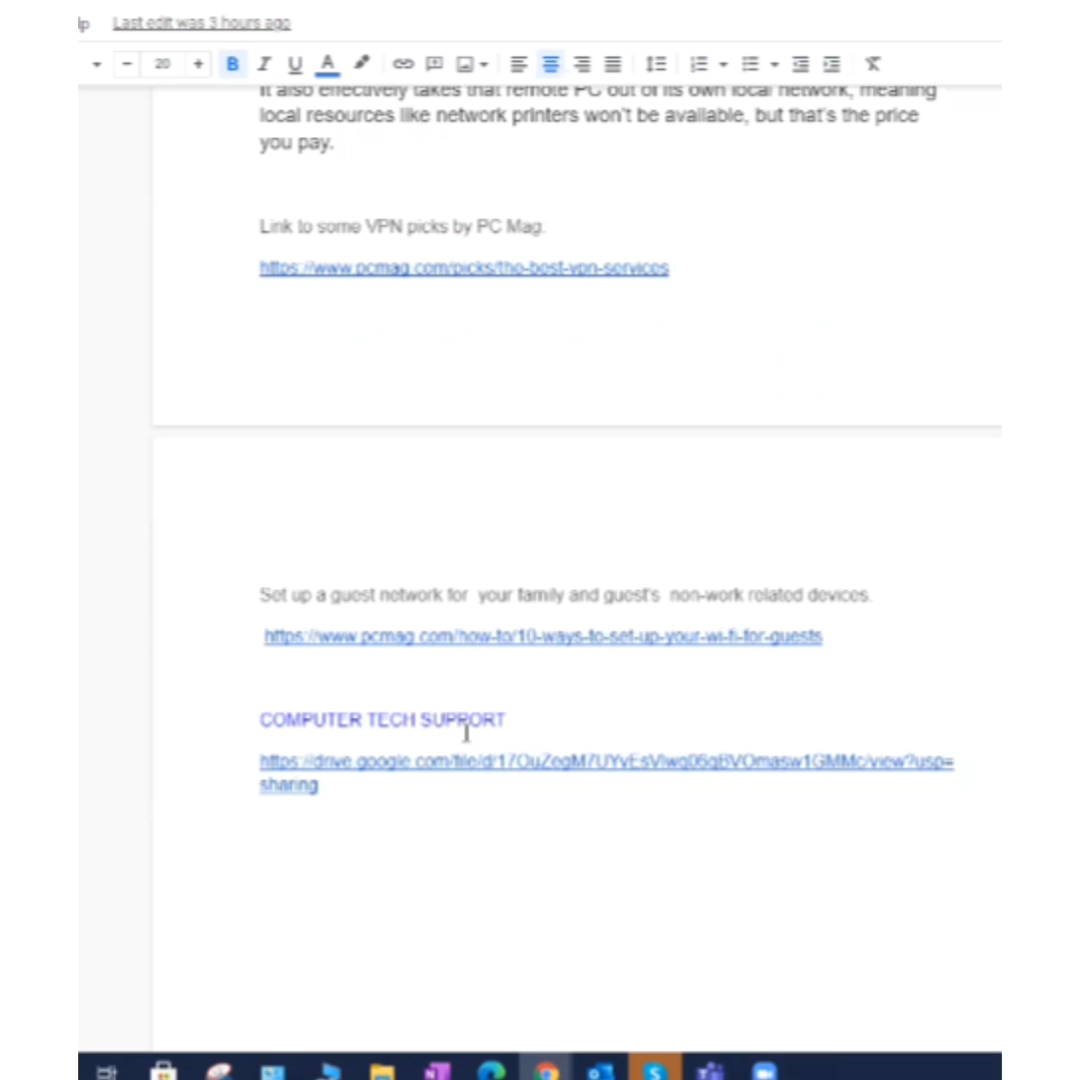 lp Last edit was 3 hours ago
20 B I U A
It also effectively takes that remote PC out of its own local network, meaning
local resources like network printers won't be available, but that's the price
you pay.
Link to some VPN picks by PC Mag.
https://www.pcmag.com/picks/the-best-vpn-services
Set up a guest network for your family and guest's non-work related devices.
https://www.pcmag.com/how-to/10-ways-to-set-up-your-wi-fi-for-guests
COMPUTER TECH SUPPORT
sharing